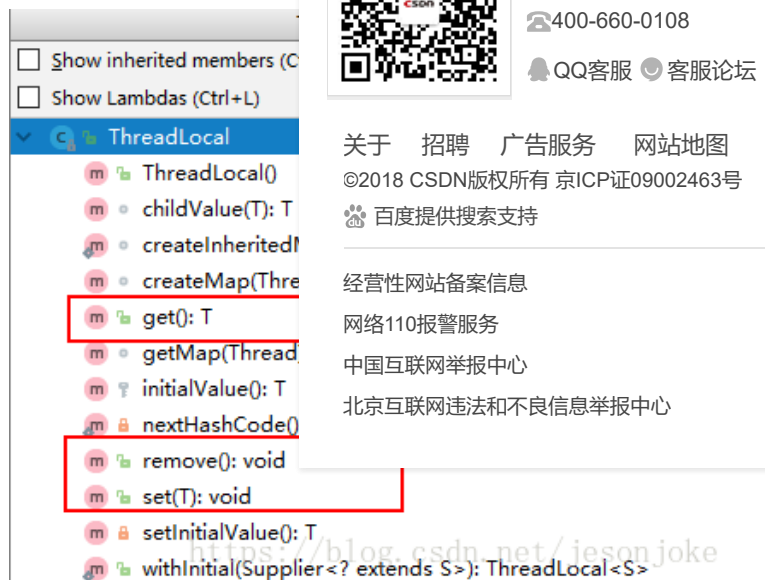 Show inherited members (C
Show Lambdas (Ctrl+L)
ThreadLocal
ThreadLocal()
childValue(T): T
createInherited
createMap(Thre
get(): T
getMap(Thread)
initialValue(): T
nextHashCode()
remove(): void
set(T): void
setInitialValue(): T
withInitial(Supplier<? extends S>): ThreadLocal<S>
CSDN
400-660-0108
QQ客服 客服论坛
关于 招聘 广告服务 网站地图
©2018 CSDN版权所有 京ICP证09002463号
百度提供搜索支持
经营性网站备案信息
网络110报警服务
中国互联网举报中心
北京互联网违法和不良信息举报中心
https://blog.csdn.net/jesonjoke